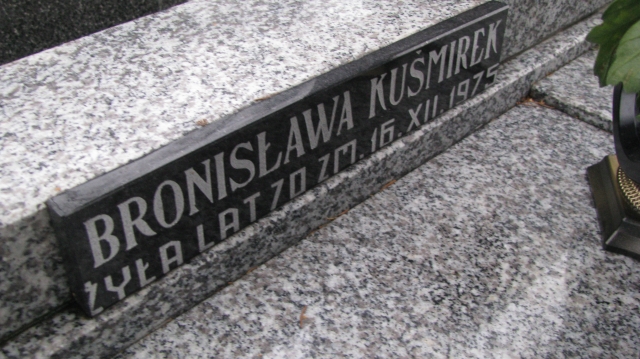 BRONISŁAWA KUŚMIREK
ŻYŁA LAT 70 ZM. 16.XII.1975